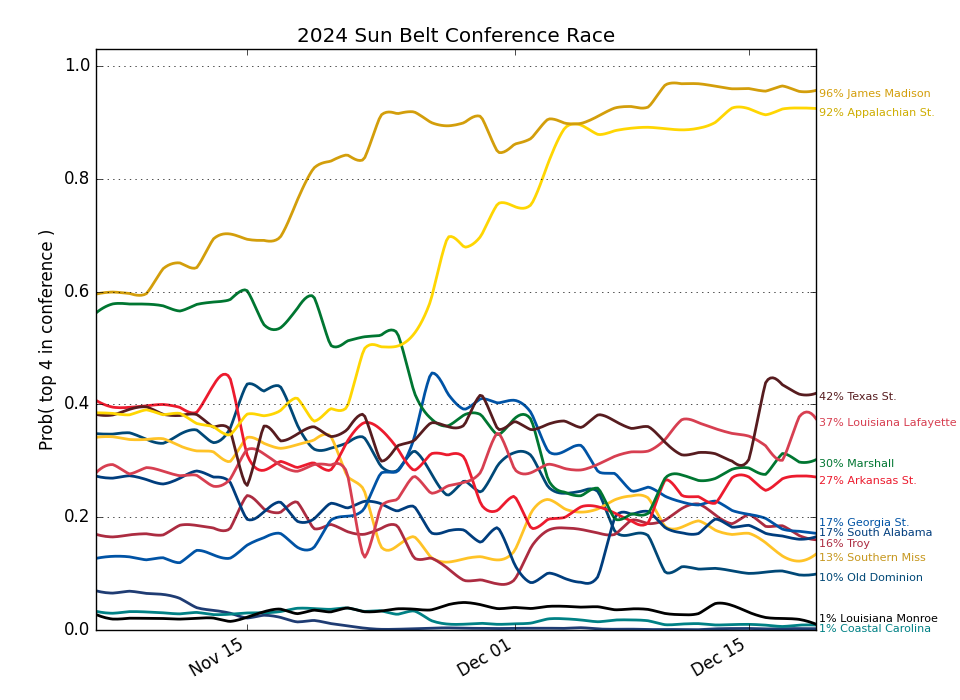 2024 Sun Belt Conference Race
1.0
0.8
0.6
0.4
0.2
0.0
Prob( top 4 in conference )
Nov 15
Dec 01
Dec 15
96% James Madison
92% Appalachian St.
42% Texas St.
37% Louisiana Lafayette
30% Marshall
27% Arkansas St.
17% Georgia St.
17% South Alabama
16% Troy
13% Southern Miss
10% Old Dominion
1% Louisiana Monroe
1% Coastal Carolina